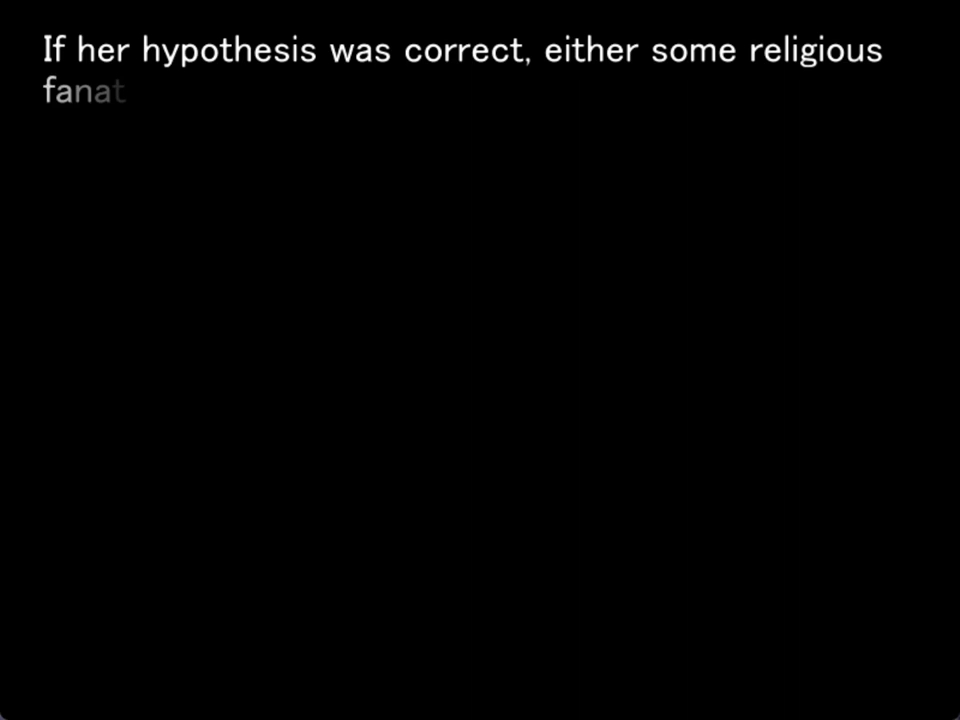 If her hypothesis was correct, either some religious
fanat